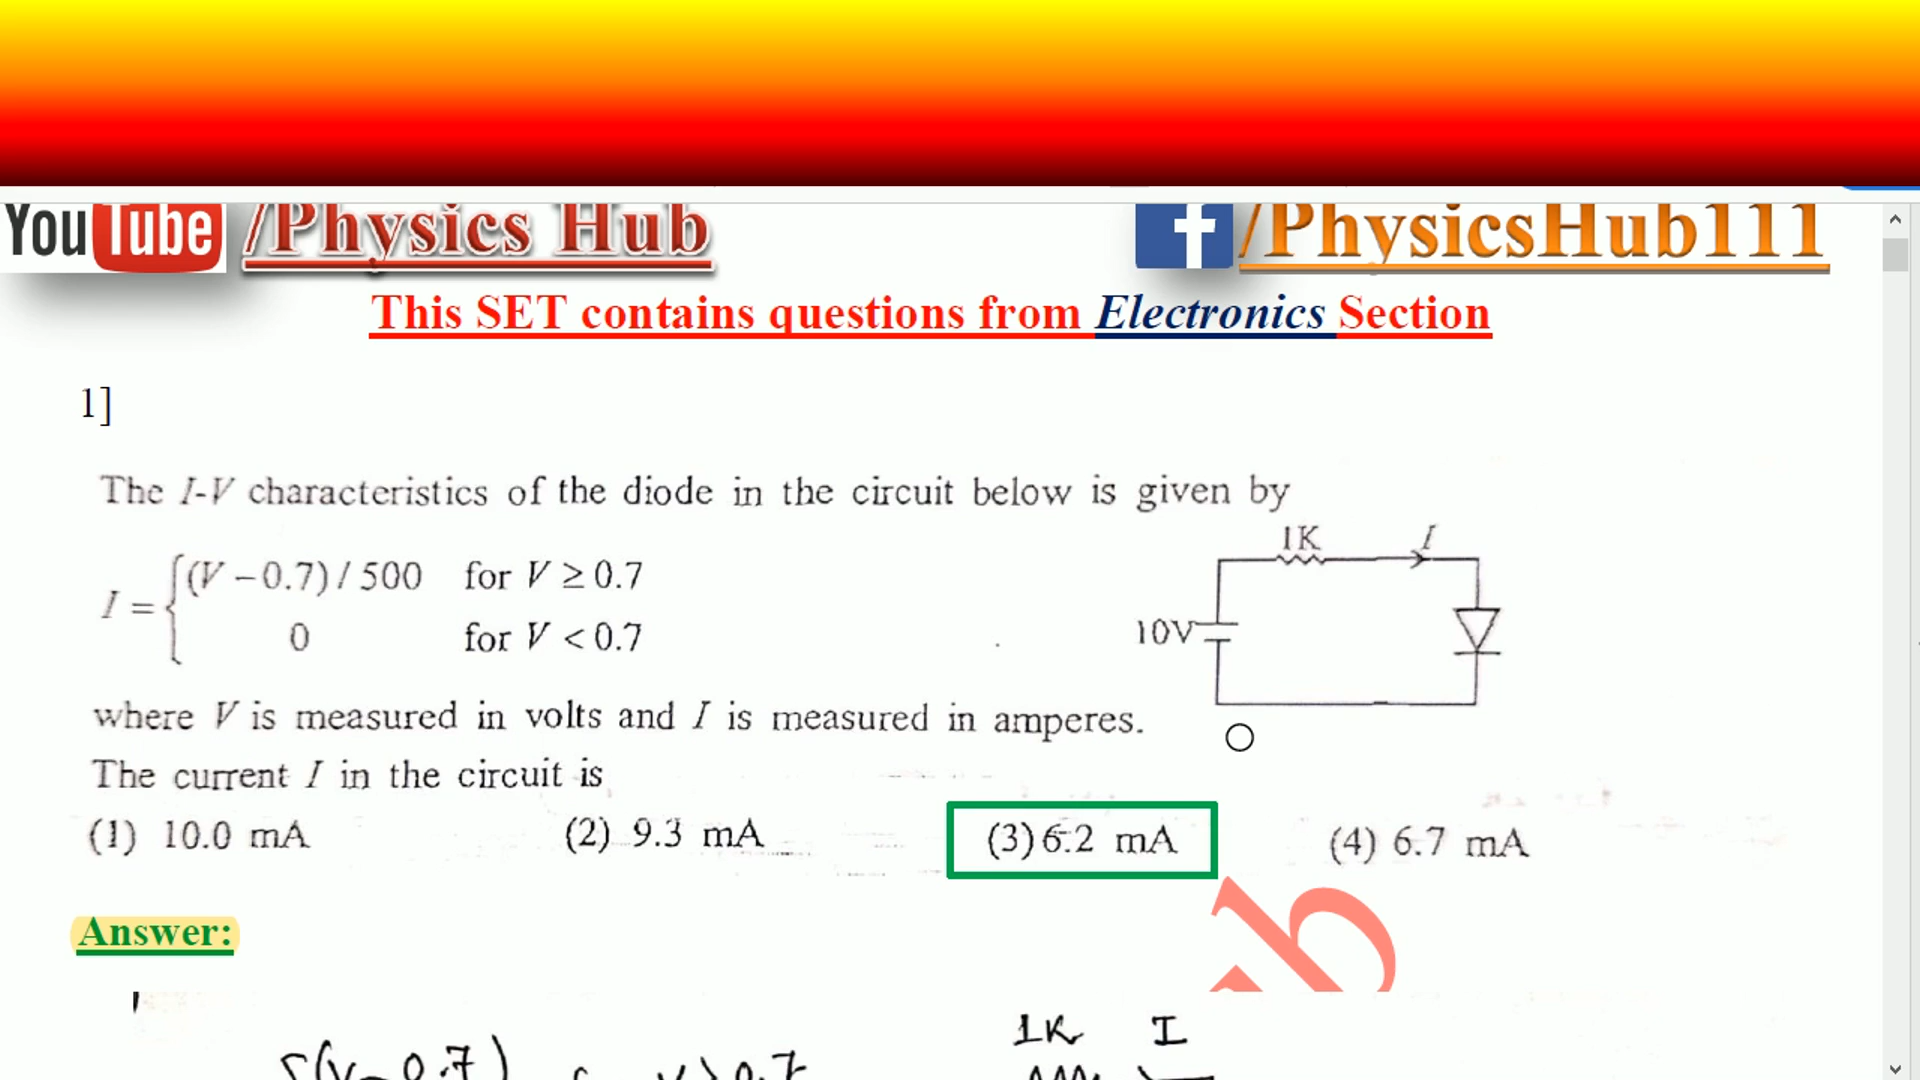 YouTube /Physics Hub
f /PhysicsHub111
This SET contains questions from Electronics Section
1]
The I-V characteristics of the diode in the circuit below is given by
I = { (V – 0.7) / 500 for V ≥ 0.7
0 for V < 0.7
1K I
10V
where V is measured in volts and I is measured in amperes.
The current I in the circuit is
(1) 10.0 mA (2) 9.3 mA (3) 6.2 mA (4) 6.7 mA
Answer:
1K I